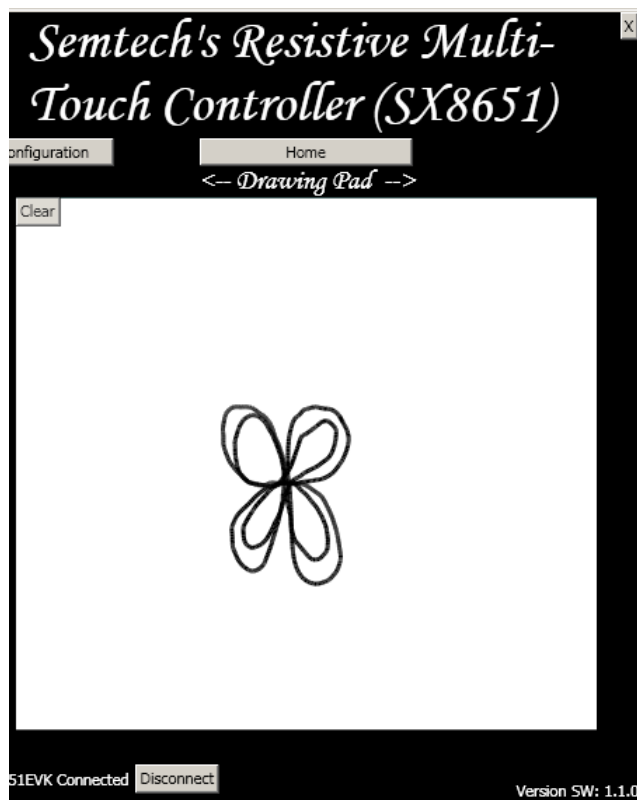 Semtech's Resistive Multi-
Touch Controller (SX8651)
X
onfiguration
Home
<-- Drawing Pad -->
Clear
51EVK Connected
Disconnect
Version SW: 1.1.0